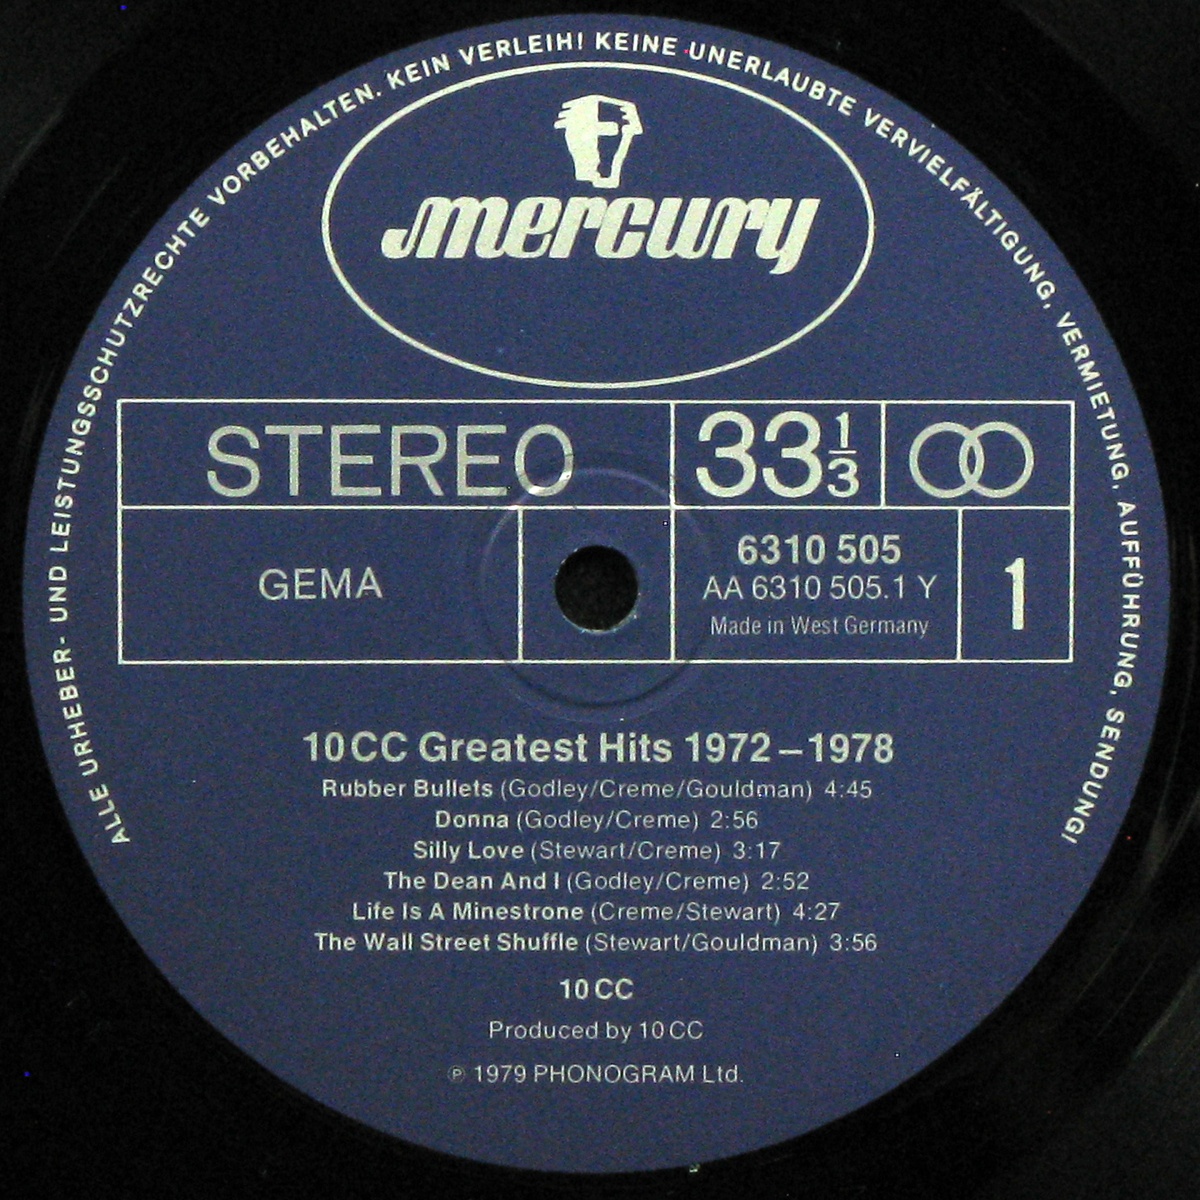 ALLE URHEBER- UND LEISTUNGSSCHUTZRECHTE VORBEHALTEN. KEIN VERLEIH! KEINE UNERLAUBTE VERVIELFÄLTIGUNG, VERMIETUNG, AUFFÜHRUNG, SENDUNG!
mercury
STEREO 33 1/3
GEMA
6310 505
AA 6310 505.1 Y
Made in West Germany
1
10CC Greatest Hits 1972–1978
Rubber Bullets (Godley/Creme/Gouldman) 4:45
Donna (Godley/Creme) 2:56
Silly Love (Stewart/Creme) 3:17
The Dean And I (Godley/Creme) 2:52
Life Is A Minestrone (Creme/Stewart) 4:27
The Wall Street Shuffle (Stewart/Gouldman) 3:56
10CC
Produced by 10CC
℗ 1979 PHONOGRAM Ltd.